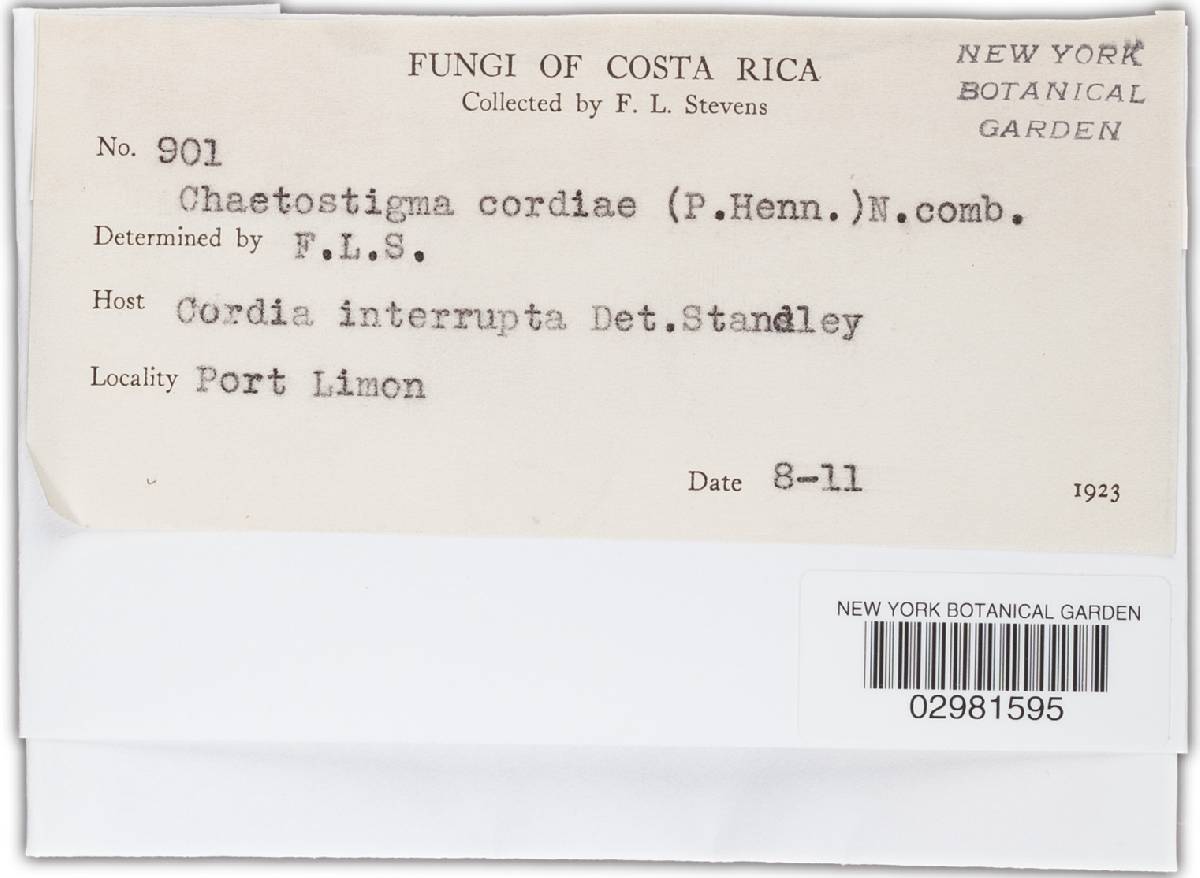 FUNGI OF COSTA RICA
Collected by F. L. Stevens
NEW YORK
BOTANICAL
GARDEN
No. 901
Chaetostigma cordiae (P.Henn.)N.comb.
Determined by F.L.S.
Host Cordia interrupta Det.Standley
Locality Port Limon
Date 8-11 1923
NEW YORK BOTANICAL GARDEN
02981595